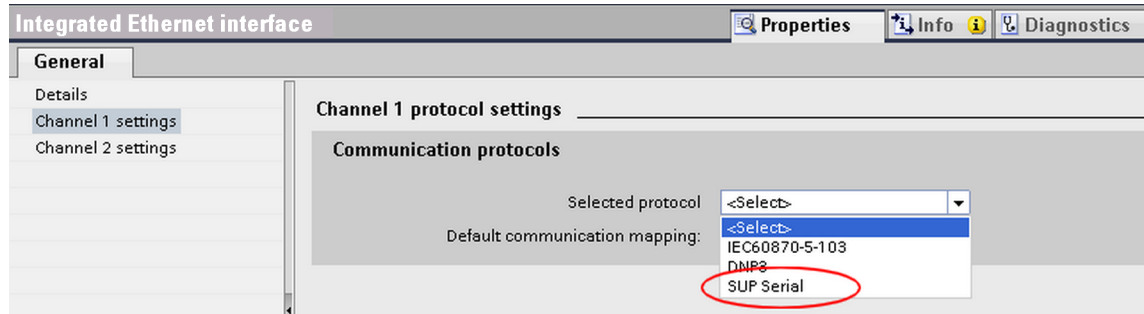 Integrated Ethernet interface
Properties Info Diagnostics
General
Details
Channel 1 settings
Channel 2 settings
Channel 1 protocol settings
Communication protocols
Selected protocol <Select>
<Select>
Default communication mapping:
IEC60870-5-103
DNP3
SUP Serial